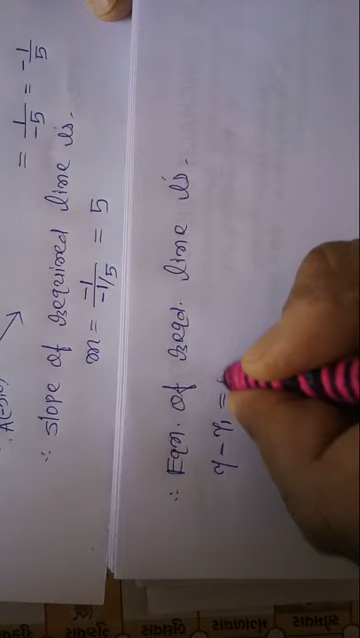 = 1/-5 = -1/5
∴ Slope of required line is.
m = -1/-1/5 = 5
∴ Eqn. of reqd. line is.
y - y₁ =